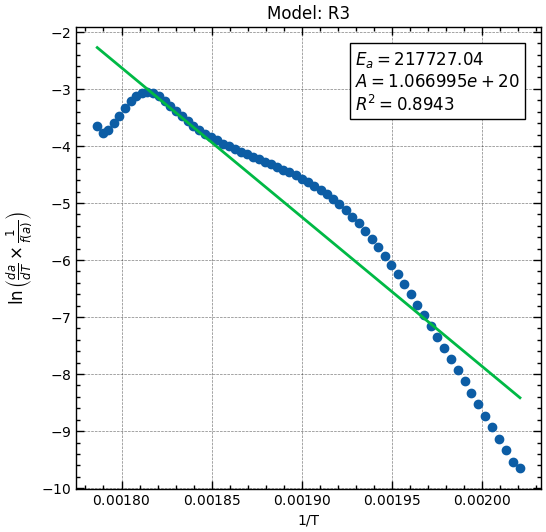 Model: R3
E_a = 217727.04
A = 1.066995e + 20
R^2 = 0.8943
ln(da/dT × 1/f(a))
−2
−3
−4
−5
−6
−7
−8
−9
−10
0.00180 0.00185 0.00190 0.00195 0.00200
1/T